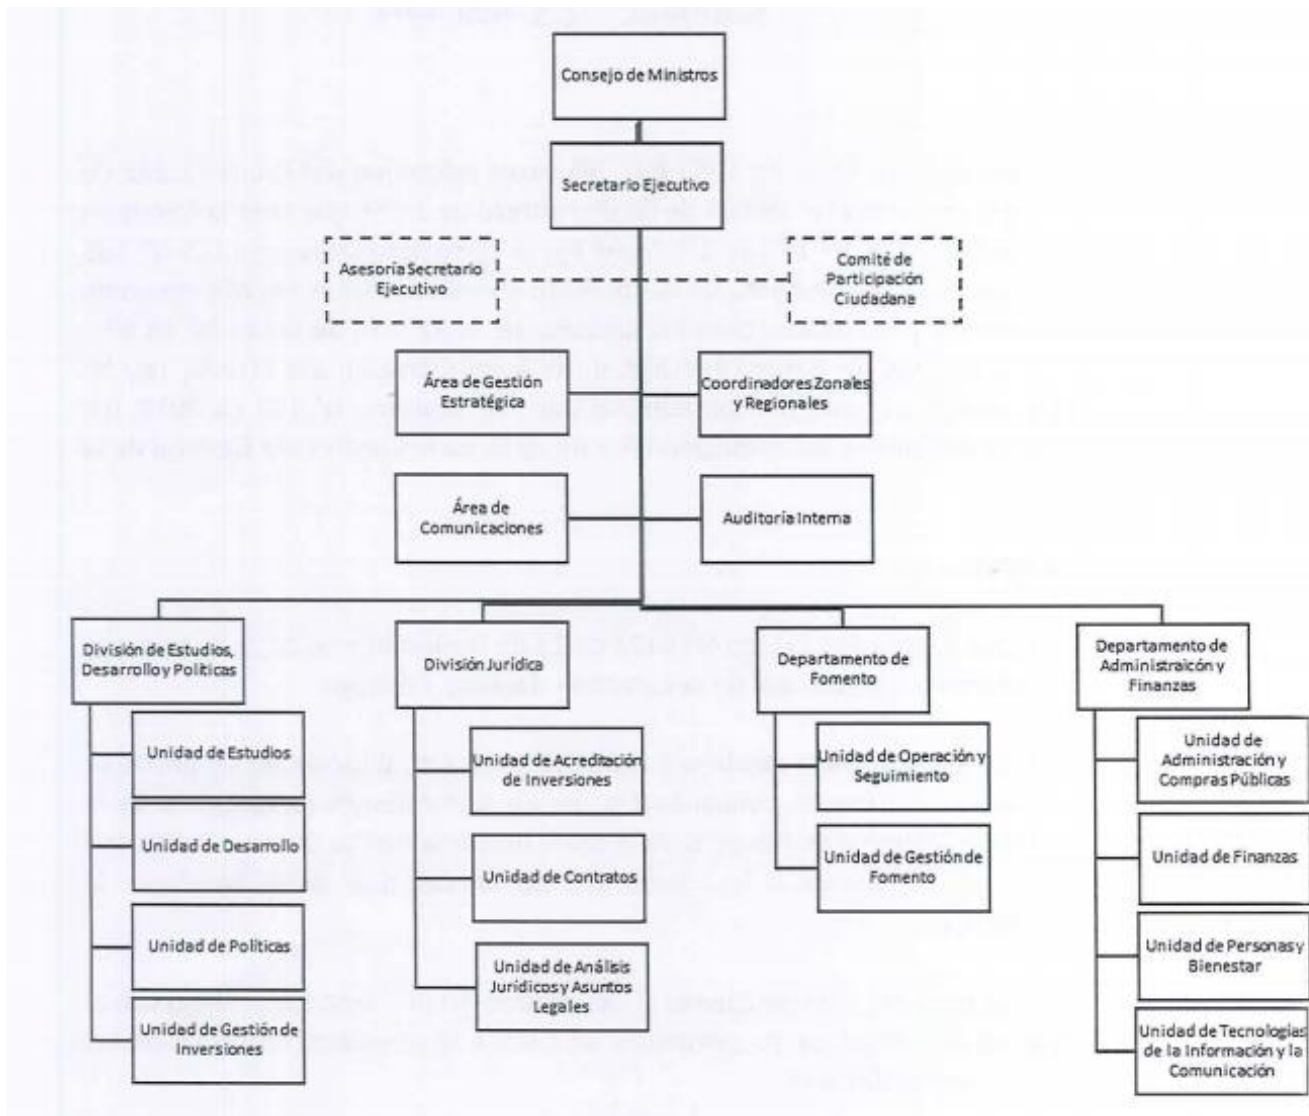 Consejo de Ministros
Secretario Ejecutivo
Asesoría Secretario
Ejecutivo
Comité de
Participación
Ciudadana
Área de Gestión
Estratégica
Coordinadores Zonales
y Regionales
Área de
Comunicaciones
Auditoría Interna
División de Estudios,
Desarrollo y Políticas
Unidad de Estudios
Unidad de Desarrollo
Unidad de Políticas
Unidad de Gestión de
Inversiones
División Jurídica
Unidad de Acreditación
de Inversiones
Unidad de Contratos
Unidad de Análisis
Jurídicos y Asuntos
Legales
Departamento de
Fomento
Unidad de Operación y
Seguimiento
Unidad de Gestión de
Fomento
Departamento de
Administraicón y
Finanzas
Unidad de
Administración y
Compras Públicas
Unidad de Finanzas
Unidad de Personas y
Bienestar
Unidad de Tecnologías
de la Información y la
Comunicación